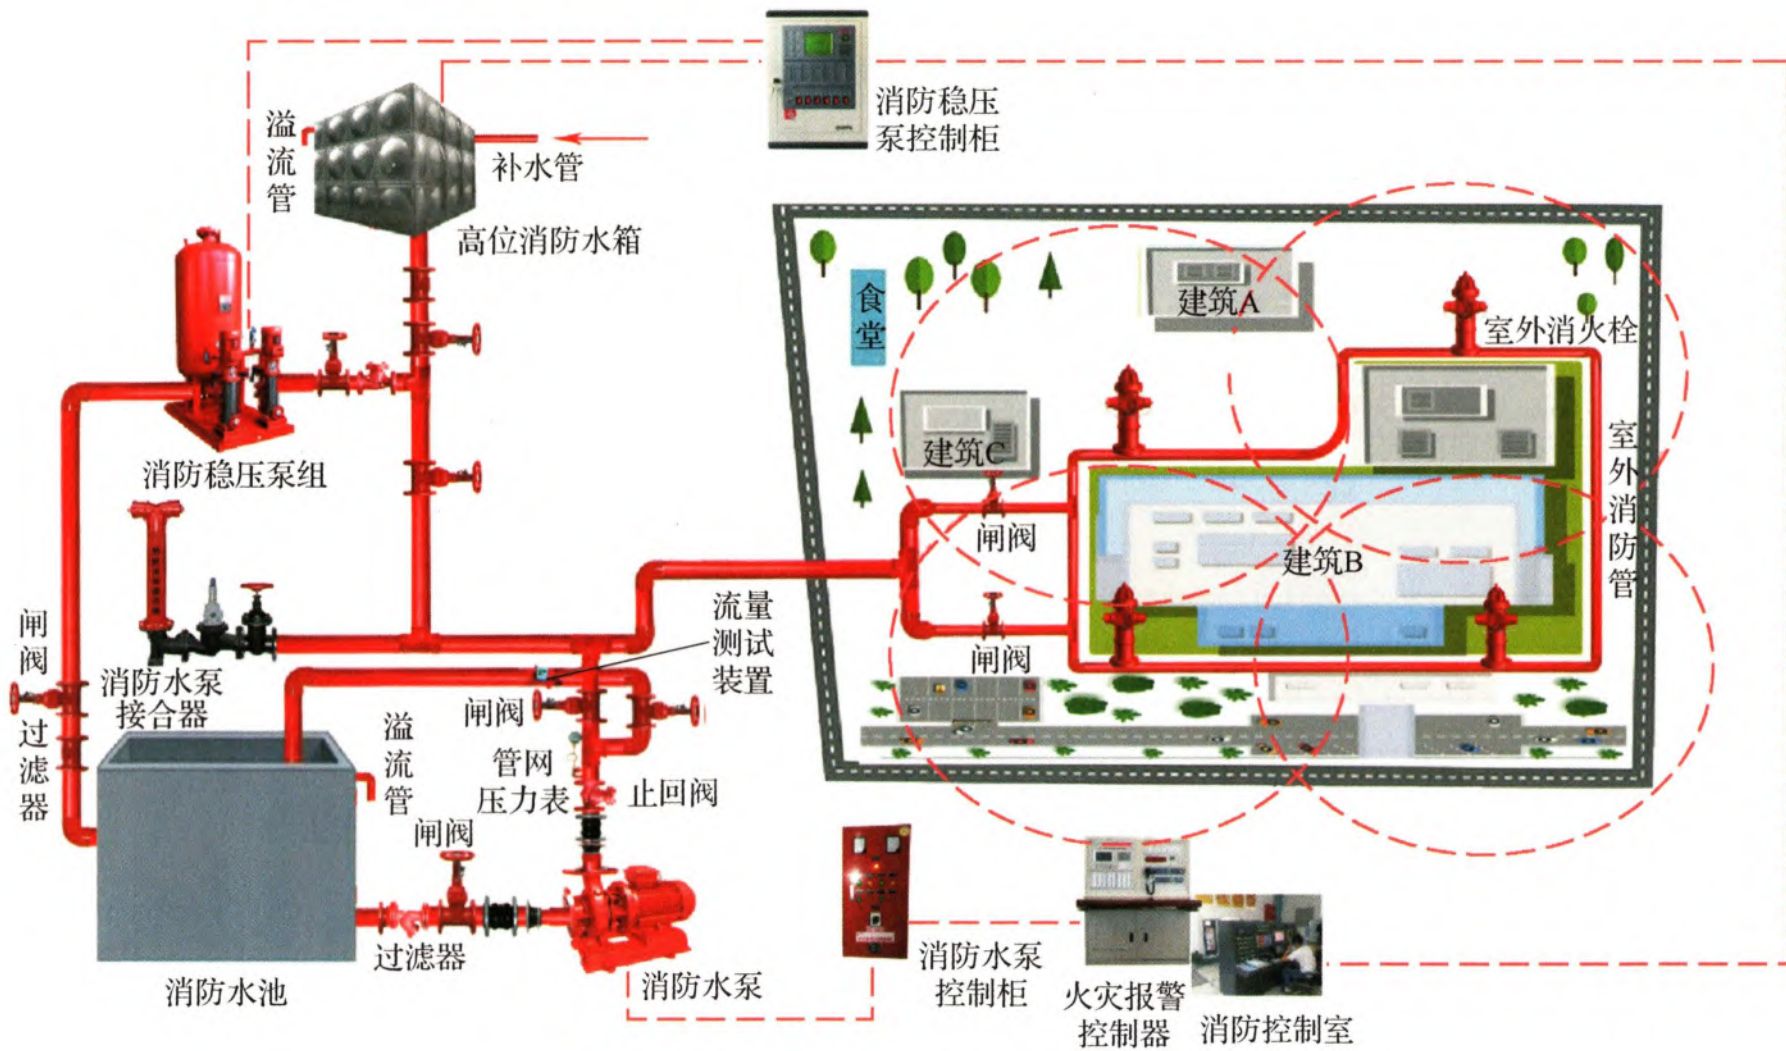 消防稳压
泵控制柜
溢
流
管
补水管
高位消防水箱
食
堂
建筑A
室外消火栓
建筑C
室
外
消
防
管
消防稳压泵组
闸阀
建筑B
闸阀
流量
测试
装置
闸
阀
消防水泵
接合器
过
滤
器
溢
流
管
闸阀
管网
压力表
止回阀
闸阀
过滤器
消防水池
消防水泵
消防水泵
控制柜
火灾报警
控制器
消防控制室